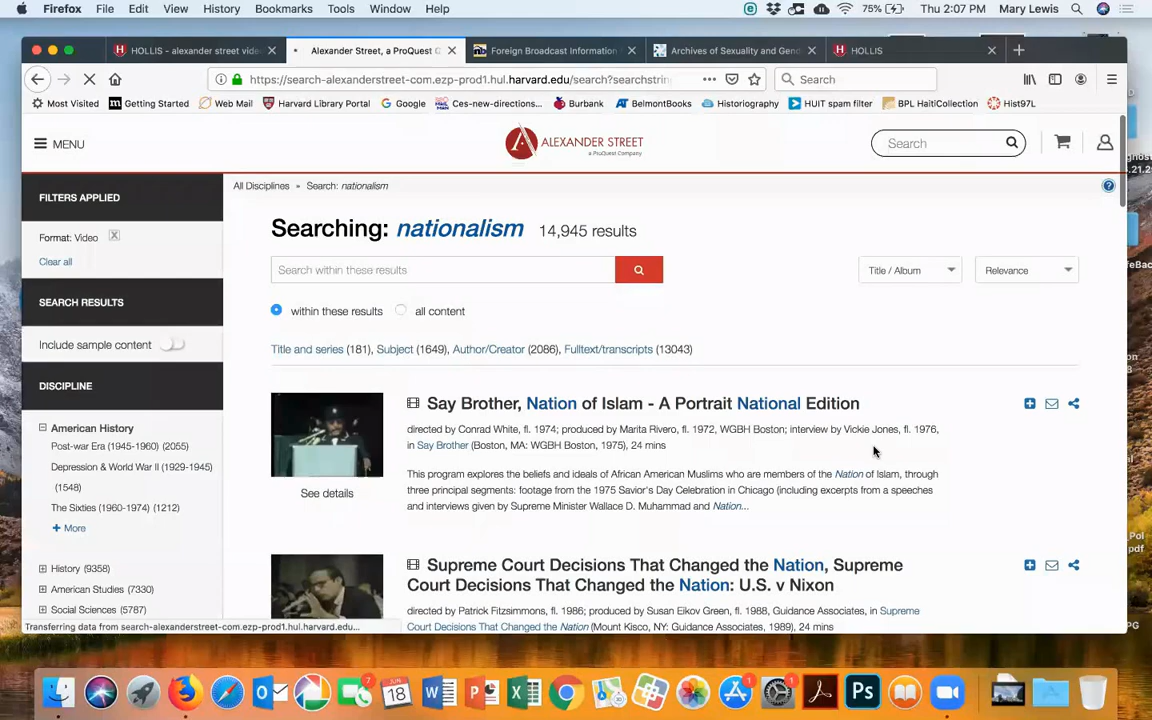 Firefox File Edit View History Bookmarks Tools Window Help 75% Thu 2:07 PM Mary Lewis
HOLLIS - alexander street vide
Alexander Street, a ProQuest C
Foreign Broadcast Information
Archives of Sexuality and Gend
HOLLIS
https://search-alexanderstreet-com.ezp-prod1.hul.harvard.edu/search?searchstrin
Search
Most Visited Getting Started Web Mail Harvard Library Portal Google Ces-new-directions... Burbank BelmontBooks Historiography HUIT spam filter BPL HaitiCollection Hist97L
MENU
ALEXANDER STREET
a ProQuest Company
Search
FILTERS APPLIED
Format: Video X
Clear all
SEARCH RESULTS
Include sample content
DISCIPLINE
American History
Post-war Era (1945-1960) (2055)
Depression & World War II (1929-1945)
(1548)
The Sixties (1960-1974) (1212)
+ More
History (9358)
American Studies (7330)
Social Sciences (5787)
All Disciplines » Search: nationalism
Searching: nationalism 14,945 results
Search within these results
Title / Album
Relevance
within these results all content
Title and series (181), Subject (1649), Author/Creator (2086), Fulltext/transcripts (13043)
See details
Say Brother, Nation of Islam - A Portrait National Edition
directed by Conrad White, fl. 1974; produced by Marita Rivero, fl. 1972, WGBH Boston; interview by Vickie Jones, fl. 1976,
in Say Brother (Boston, MA: WGBH Boston, 1975), 24 mins
This program explores the beliefs and ideals of African American Muslims who are members of the Nation of Islam, through
three principal segments: footage from the 1975 Savior's Day Celebration in Chicago (including excerpts from a speeches
and interviews given by Supreme Minister Wallace D. Muhammad and Nation...
Supreme Court Decisions That Changed the Nation, Supreme
Court Decisions That Changed the Nation: U.S. v Nixon
directed by Patrick Fitzsimmons, fl. 1986; produced by Susan Eikov Green, fl. 1988, Guidance Associates, in Supreme
Court Decisions That Changed the Nation (Mount Kisco, NY: Guidance Associates, 1989), 24 mins
Transferring data from search-alexanderstreet-com.ezp-prod1.hul.harvard.edu...
7
JUN
18
1
1
Ps